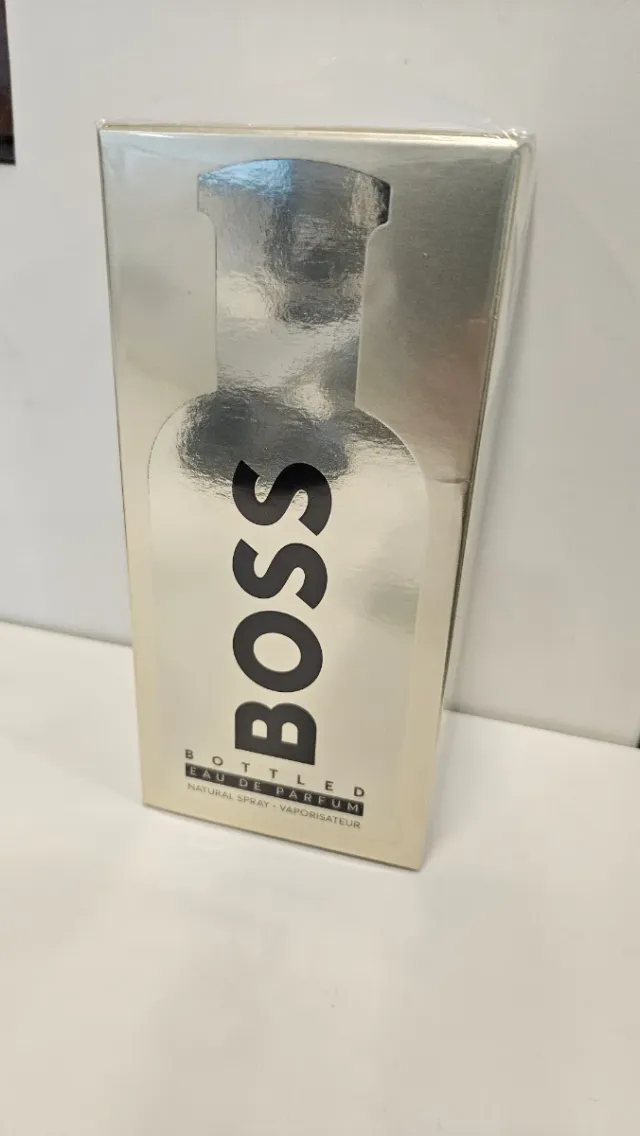 BOSS
BOTTLED
EAU DE PARFUM
NATURAL SPRAY - VAPORISATEUR